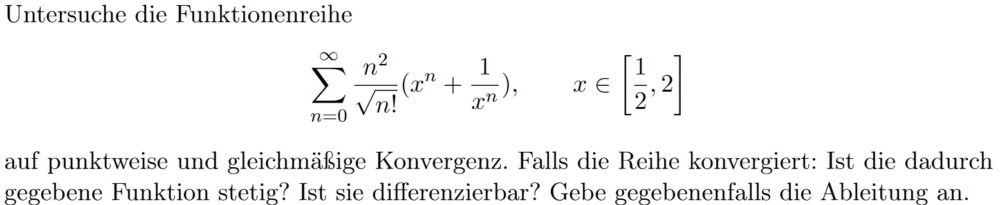 Untersuche die Funktionenreihe
\sum_{n=0}^{\infty} \frac{n^2}{\sqrt{n!}}(x^n + \frac{1}{x^n}), \qquad x \in \left[\frac{1}{2}, 2\right]
auf punktweise und gleichmäßige Konvergenz. Falls die Reihe konvergiert: Ist die dadurch
gegebene Funktion stetig? Ist sie differenzierbar? Gebe gegebenenfalls die Ableitung an.